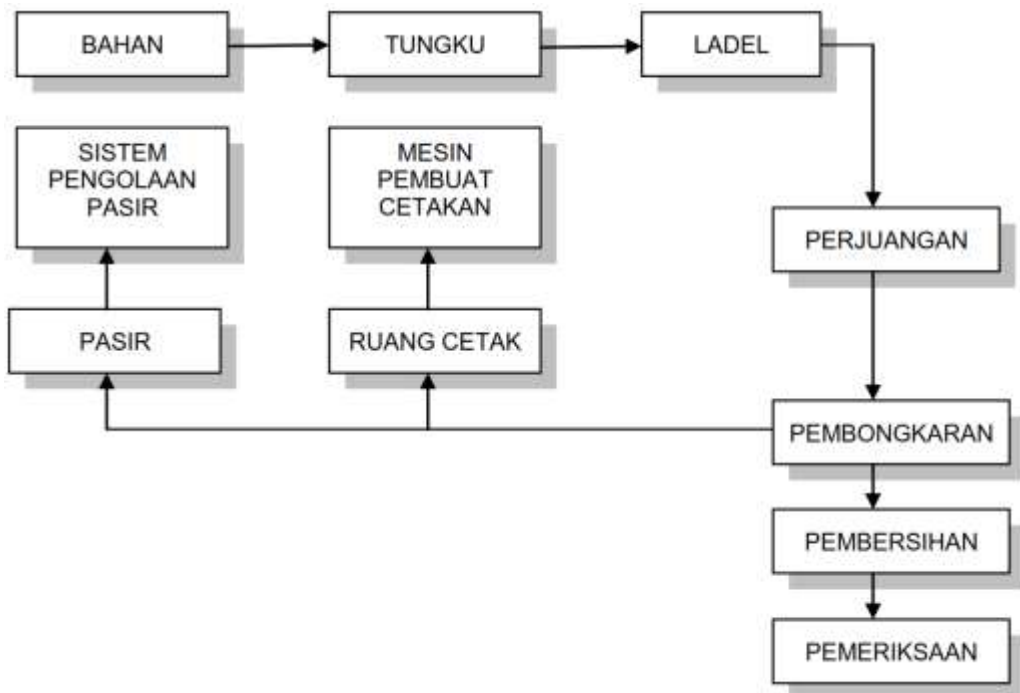 BAHAN
TUNGKU
LADEL
SISTEM
PENGOLAAN
PASIR
MESIN
PEMBUAT
CETAKAN
PERJUANGAN
PASIR
RUANG CETAK
PEMBONGKARAN
PEMBERSIHAN
PEMERIKSAAN